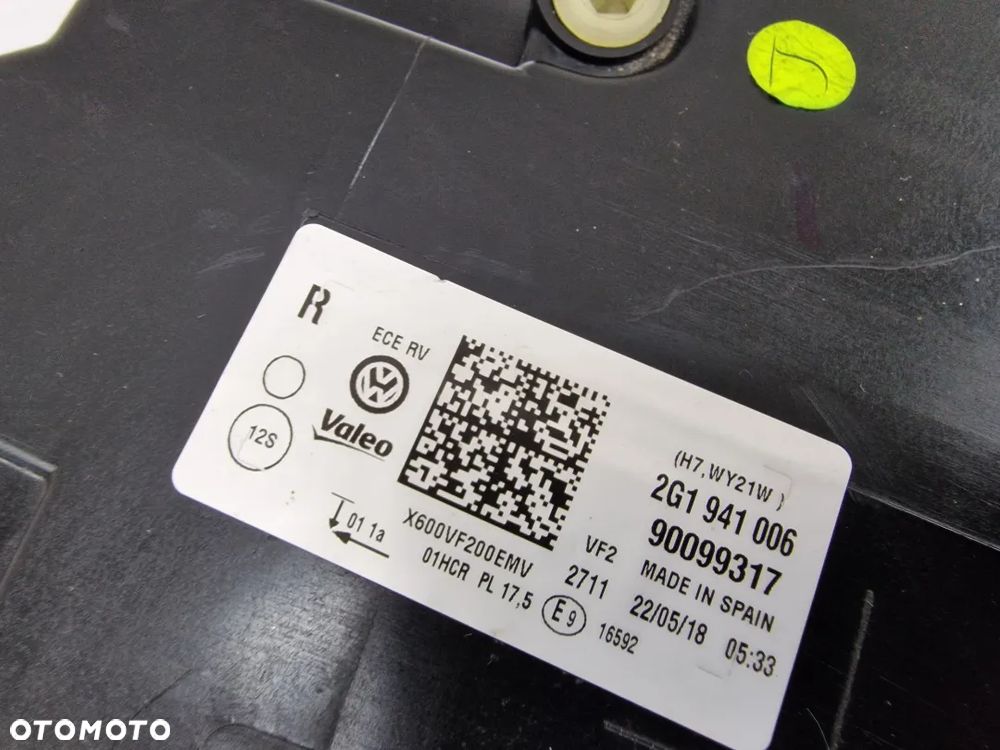 J
R
ECE RV
VW
Valeo
12S
01 1a
X600VF200EMV
01HCR PL 17,5
VF2
2711
E9
16592
(H7,WY21W )
2G1 941 006
90099317
MADE IN SPAIN
22/05/18 05:33
OTOMOTO